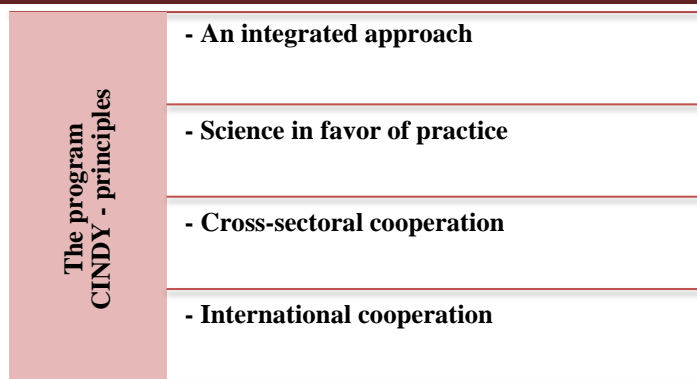 The program
CINDY - principles
- An integrated approach
- Science in favor of practice
- Cross-sectoral cooperation
- International cooperation